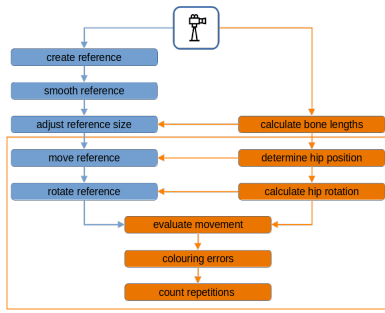 create reference
smooth reference
adjust reference size
calculate bone lengths
move reference
determine hip position
rotate reference
calculate hip rotation
evaluate movement
colouring errors
count repetitions